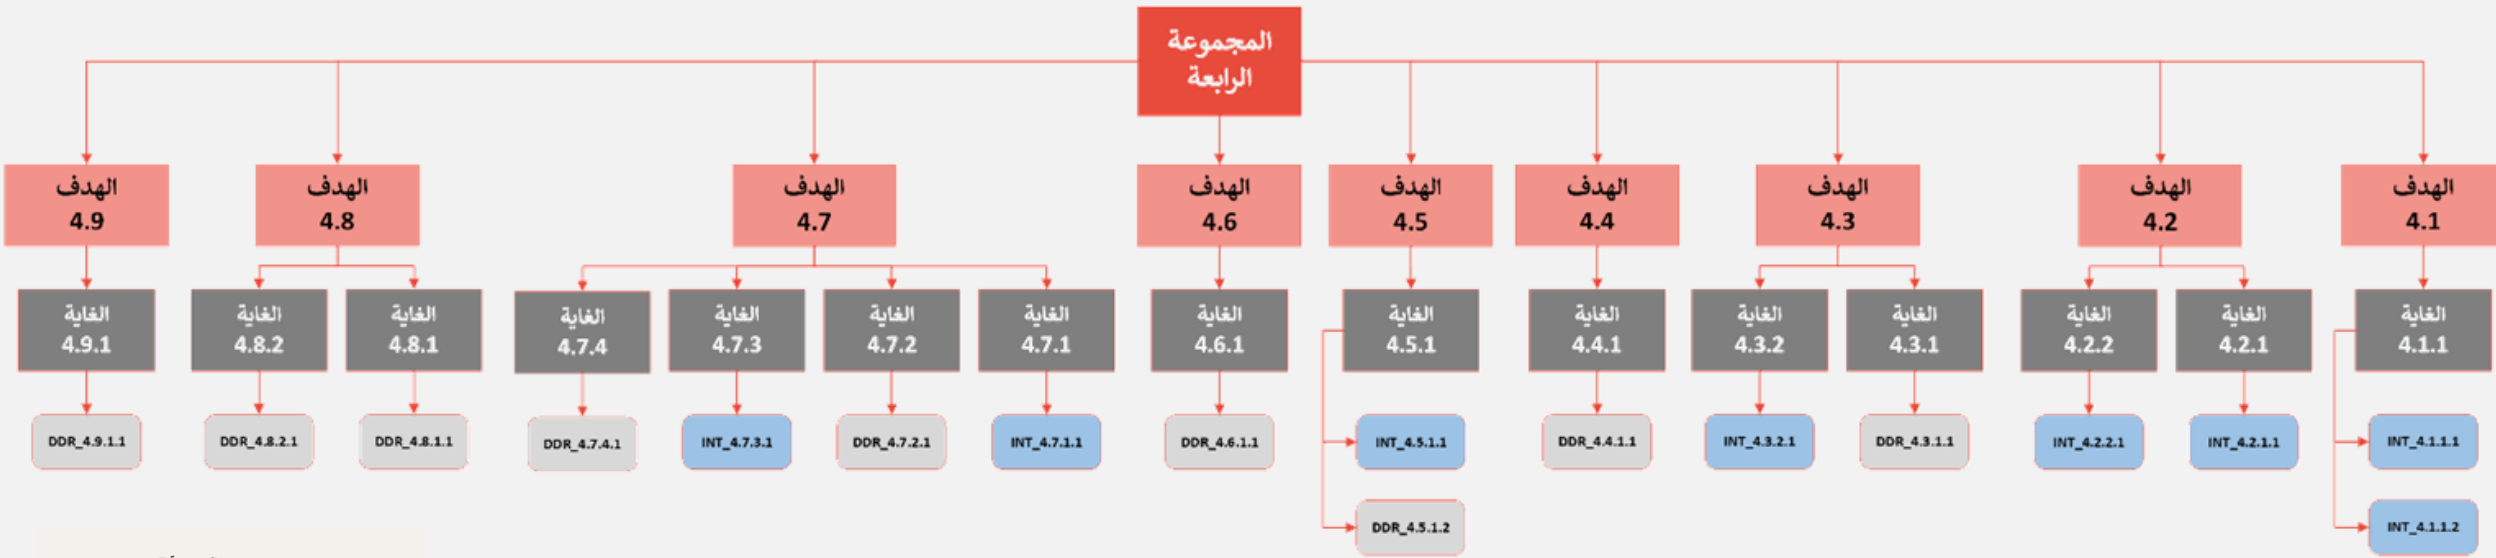 المجموعة
الرابعة
الهدف
4.1
الهدف
4.2
الهدف
4.3
الهدف
4.4
الهدف
4.5
الهدف
4.6
الهدف
4.7
الهدف
4.8
الهدف
4.9
الغاية
4.1.1
الغاية
4.2.1
الغاية
4.2.2
الغاية
4.3.1
الغاية
4.3.2
الغاية
4.4.1
الغاية
4.5.1
الغاية
4.6.1
الغاية
4.7.1
الغاية
4.7.2
الغاية
4.7.3
الغاية
4.7.4
الغاية
4.8.1
الغاية
4.8.2
الغاية
4.9.1
INT_4.1.1.1
INT_4.2.1.1
INT_4.2.2.1
DDR_4.3.1.1
INT_4.3.2.1
DDR_4.4.1.1
INT_4.5.1.1
DDR_4.6.1.1
INT_4.7.1.1
DDR_4.7.2.1
INT_4.7.3.1
DDR_4.7.4.1
DDR_4.8.1.1
DDR_4.8.2.1
DDR_4.9.1.1
INT_4.1.1.2
DDR_4.5.1.2